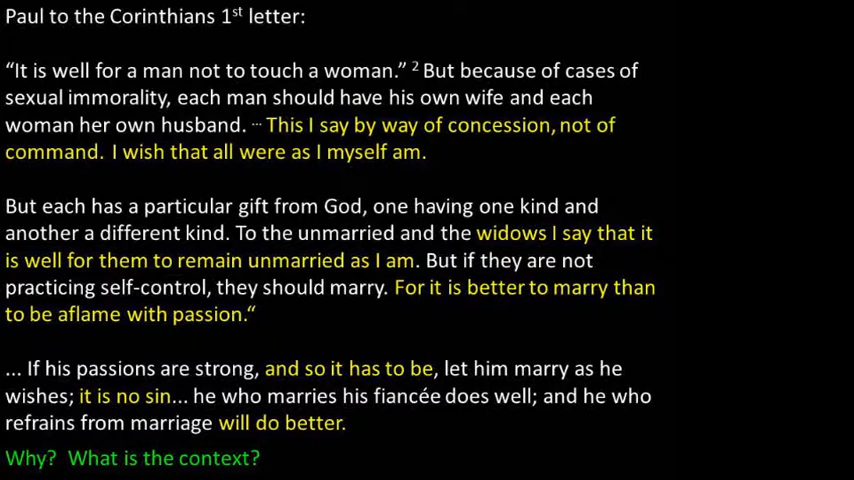 Paul to the Corinthians 1st letter:
“It is well for a man not to touch a woman.” 2 But because of cases of
sexual immorality, each man should have his own wife and each
woman her own husband. ... This I say by way of concession, not of
command. I wish that all were as I myself am.
But each has a particular gift from God, one having one kind and
another a different kind. To the unmarried and the widows I say that it
is well for them to remain unmarried as I am. But if they are not
practicing self-control, they should marry. For it is better to marry than
to be aflame with passion.“
... If his passions are strong, and so it has to be, let him marry as he
wishes; it is no sin... he who marries his fiancée does well; and he who
refrains from marriage will do better.
Why? What is the context?